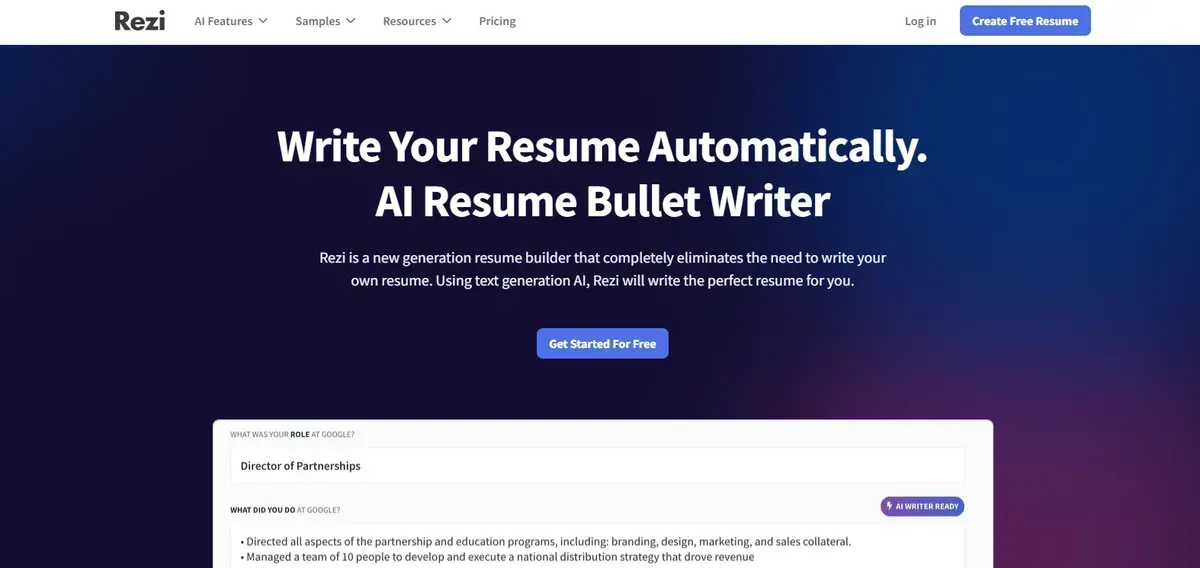 Rezi AI Features Samples Resources Pricing Log in Create Free Resume
Write Your Resume Automatically.
AI Resume Bullet Writer
Rezi is a new generation resume builder that completely eliminates the need to write your
own resume. Using text generation AI, Rezi will write the perfect resume for you.
Get Started For Free
WHAT WAS YOUR ROLE AT GOOGLE?
Director of Partnerships
WHAT DID YOU DO AT GOOGLE?
AI WRITER READY
• Directed all aspects of the partnership and education programs, including: branding, design, marketing, and sales collateral.
• Managed a team of 10 people to develop and execute a national distribution strategy that drove revenue